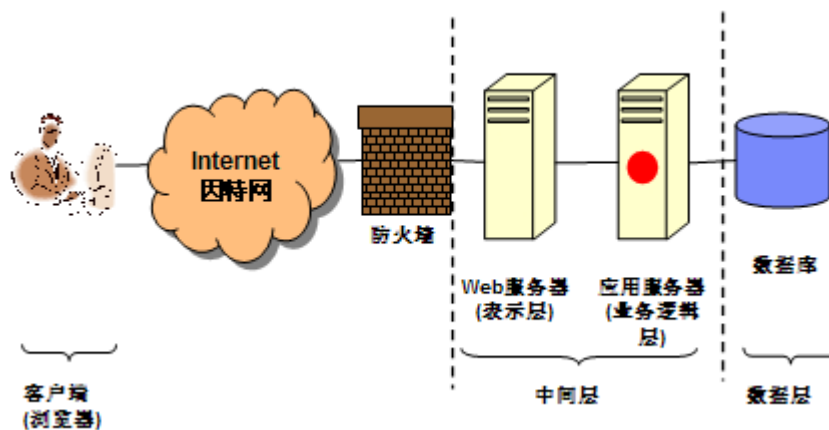 Internet
因特网
防火墙
Web服务器
(表示层)
应用服务器
(业务逻辑
层)
数据库
客户端
(浏览器)
中间层
数据层